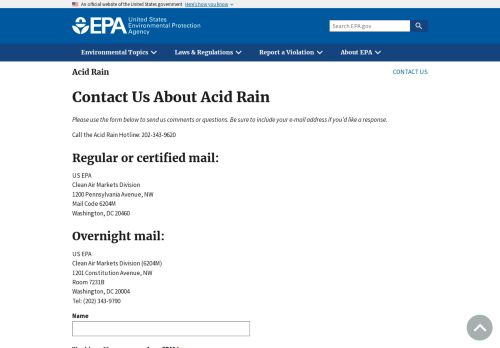 An official website of the United States government Here's how you know
EPA United States
Environmental Protection
Agency
Search EPA.gov
Environmental Topics Laws & Regulations Report a Violation About EPA
Acid Rain CONTACT US
Contact Us About Acid Rain
Please use the form below to send us comments or questions. Be sure to include your e-mail address if you'd like a response.
Call the Acid Rain Hotline: 202-343-9620
Regular or certified mail:
US EPA
Clean Air Markets Division
1200 Pennsylvania Avenue, NW
Mail Code 6204M
Washington, DC 20460
Overnight mail:
US EPA
Clean Air Markets Division (6204M)
1201 Constitution Avenue, NW
Room 7231B
Washington, DC 20004
Tel: (202) 343-9790
Name